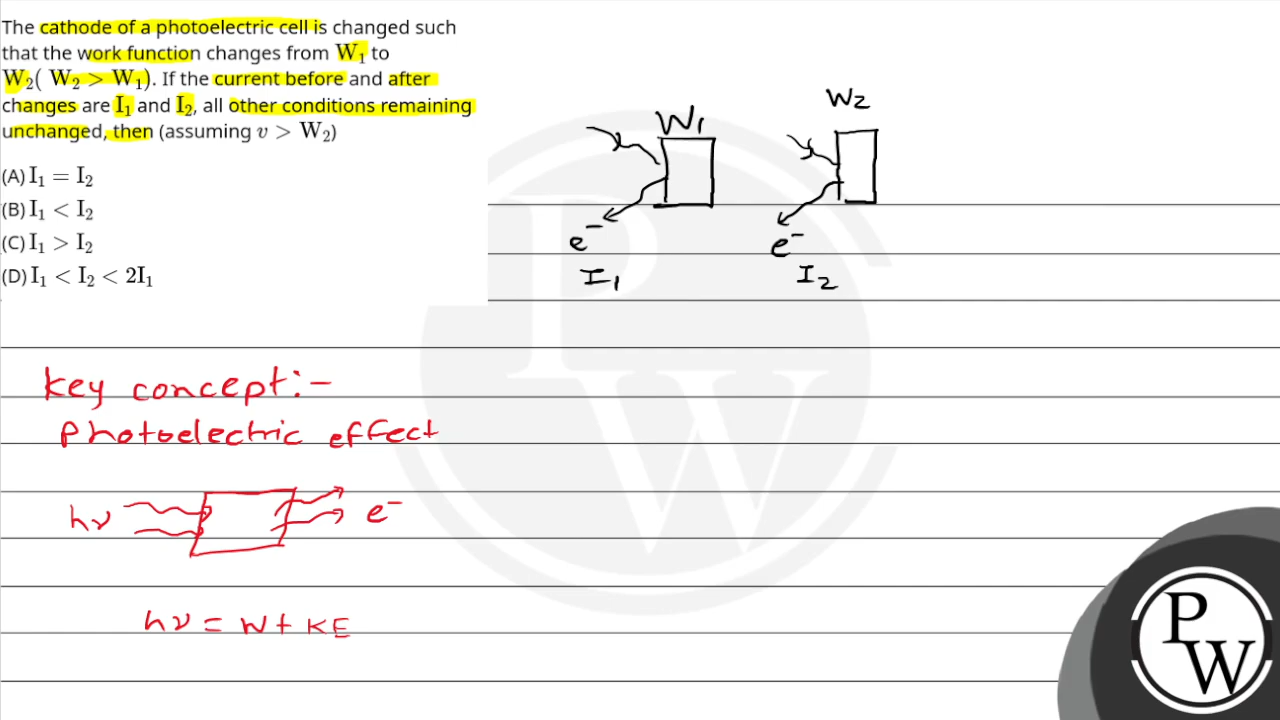 The cathode of a photoelectric cell is changed such
that the work function changes from W₁ to
W₂( W₂ > W₁). If the current before and after
changes are I₁ and I₂, all other conditions remaining
unchanged, then (assuming v > W₂)
(A) I₁ = I₂
(B) I₁ < I₂
(C) I₁ > I₂
(D) I₁ < I₂ < 2I₁
W₁
W₂
e⁻
e⁻
I₁
I₂
Key concept:-
Photoelectric effect
hν
e⁻
hν = W + KE
P
W
P
W